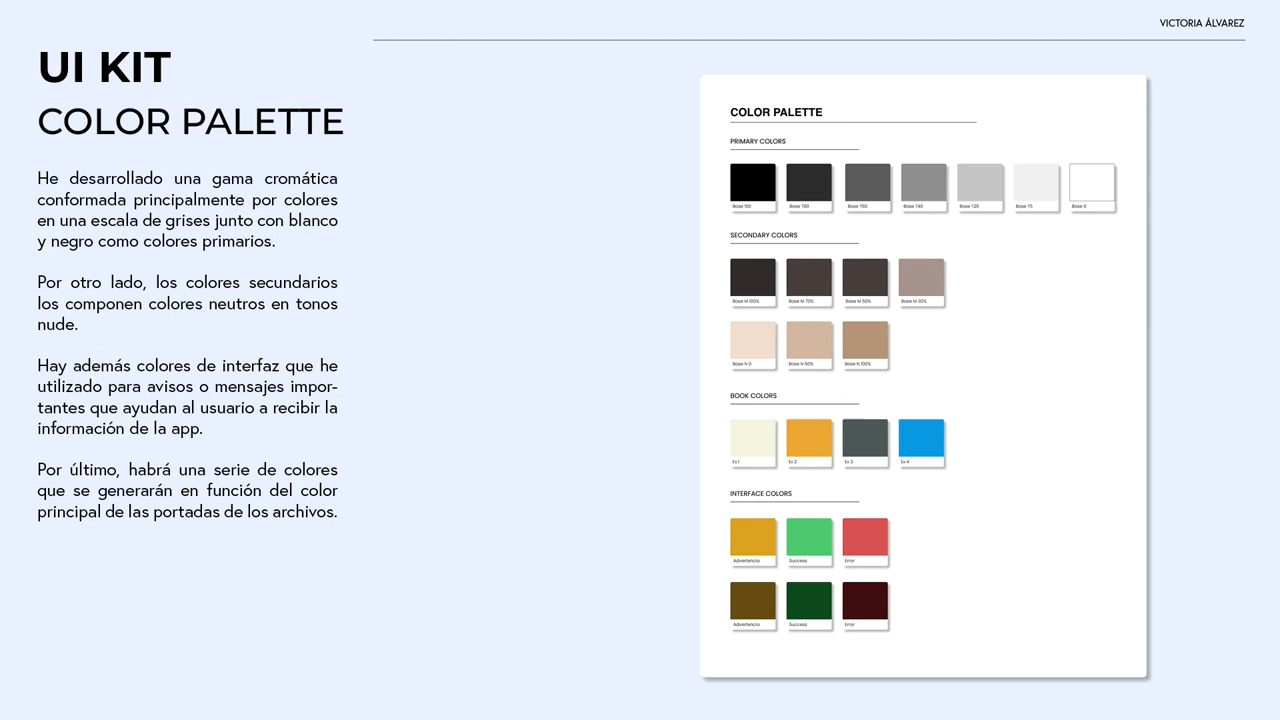 VICTORIA ÁLVAREZ
UI KIT
COLOR PALETTE
He desarrollado una gama cromática
conformada principalmente por colores
en una escala de grises junto con blanco
y negro como colores primarios.
Por otro lado, los colores secundarios
los componen colores neutros en tonos
nude.
Hay además colores de interfaz que he
utilizado para avisos o mensajes impor-
tantes que ayudan al usuario a recibir la
información de la app.
Por último, habrá una serie de colores
que se generarán en función del color
principal de las portadas de los archivos.
COLOR PALETTE
PRIMARY COLORS
Base 100 Base T80 Base T60 Base T40 Base T20 Base T5 Base 0
SECONDARY COLORS
Base M 100% Base M 70% Base M 50% Base M 30%
Base N 0 Base N 50% Base N 100%
BOOK COLORS
Ex 1 Ex 2 Ex 3 Ex 4
INTERFACE COLORS
Advertencia Success Error
Advertencia Success Error